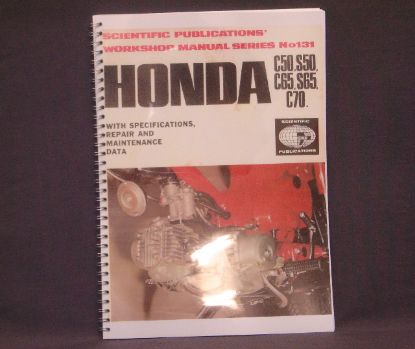 SCIENTIFIC PUBLICATIONS'
WORKSHOP MANUAL SERIES No131
HONDA
C50, S50,
C65, S65,
C70.
WITH SPECIFICATIONS,
REPAIR AND
MAINTENANCE
DATA
SCIENTIFIC
PUBLICATIONS